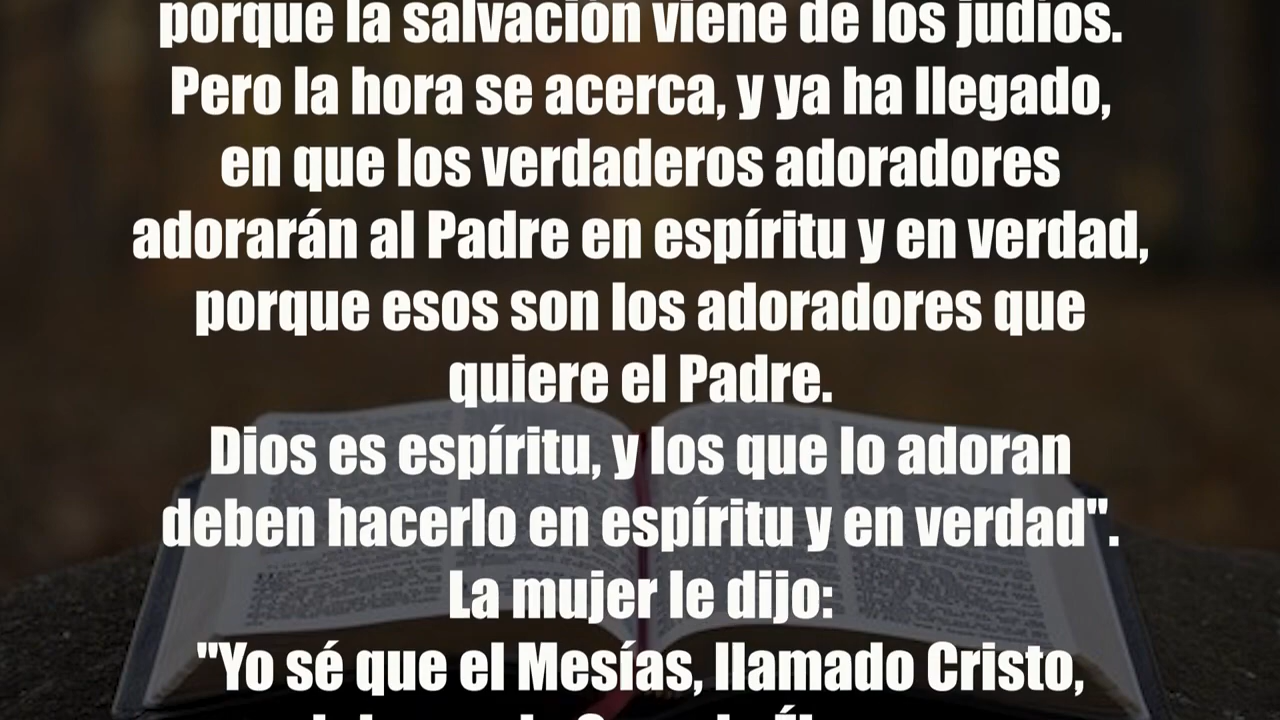 porque la salvación viene de los judíos.
Pero la hora se acerca, y ya ha llegado,
en que los verdaderos adoradores
adorarán al Padre en espíritu y en verdad,
porque esos son los adoradores que
quiere el Padre.
Dios es espíritu, y los que lo adoran
deben hacerlo en espíritu y en verdad".
La mujer le dijo:
"Yo sé que el Mesías, llamado Cristo,